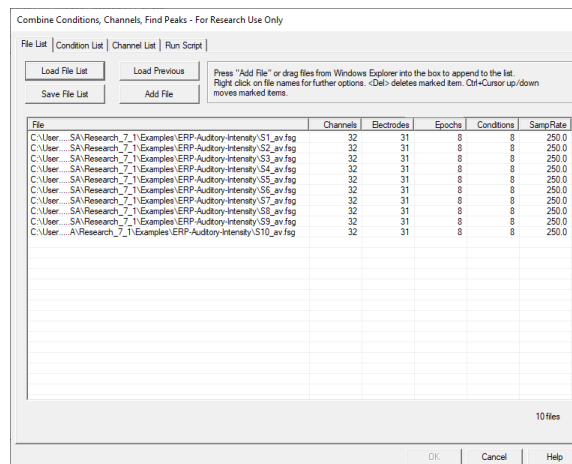 Combine Conditions, Channels, Find Peaks - For Research Use Only
File List Condition List Channel List Run Script
Load File List Load Previous
Save File List Add File
Press "Add File" or drag files from Windows Explorer into the box to append to the list.
Right click on file names for further options. <Del> deletes marked item. Ctrl+Cursor up/down
moves marked items.
File Channels Electrodes Epochs Conditions SampRate
C:\User.....SA\Research_7_1\Examples\ERP-Auditory-Intensity\S1_av.fsg 32 31 8 8 250.0
C:\User.....SA\Research_7_1\Examples\ERP-Auditory-Intensity\S2_av.fsg 32 31 8 8 250.0
C:\User.....SA\Research_7_1\Examples\ERP-Auditory-Intensity\S3_av.fsg 32 31 8 8 250.0
C:\User.....SA\Research_7_1\Examples\ERP-Auditory-Intensity\S4_av.fsg 32 31 8 8 250.0
C:\User.....SA\Research_7_1\Examples\ERP-Auditory-Intensity\S5_av.fsg 32 31 8 8 250.0
C:\User.....SA\Research_7_1\Examples\ERP-Auditory-Intensity\S6_av.fsg 32 31 8 8 250.0
C:\User.....SA\Research_7_1\Examples\ERP-Auditory-Intensity\S7_av.fsg 32 31 8 8 250.0
C:\User.....SA\Research_7_1\Examples\ERP-Auditory-Intensity\S8_av.fsg 32 31 8 8 250.0
C:\User.....SA\Research_7_1\Examples\ERP-Auditory-Intensity\S9_av.fsg 32 31 8 8 250.0
C:\User.....A\Research_7_1\Examples\ERP-Auditory-Intensity\S10_av.fsg 32 31 8 8 250.0
10 files
OK Cancel Help